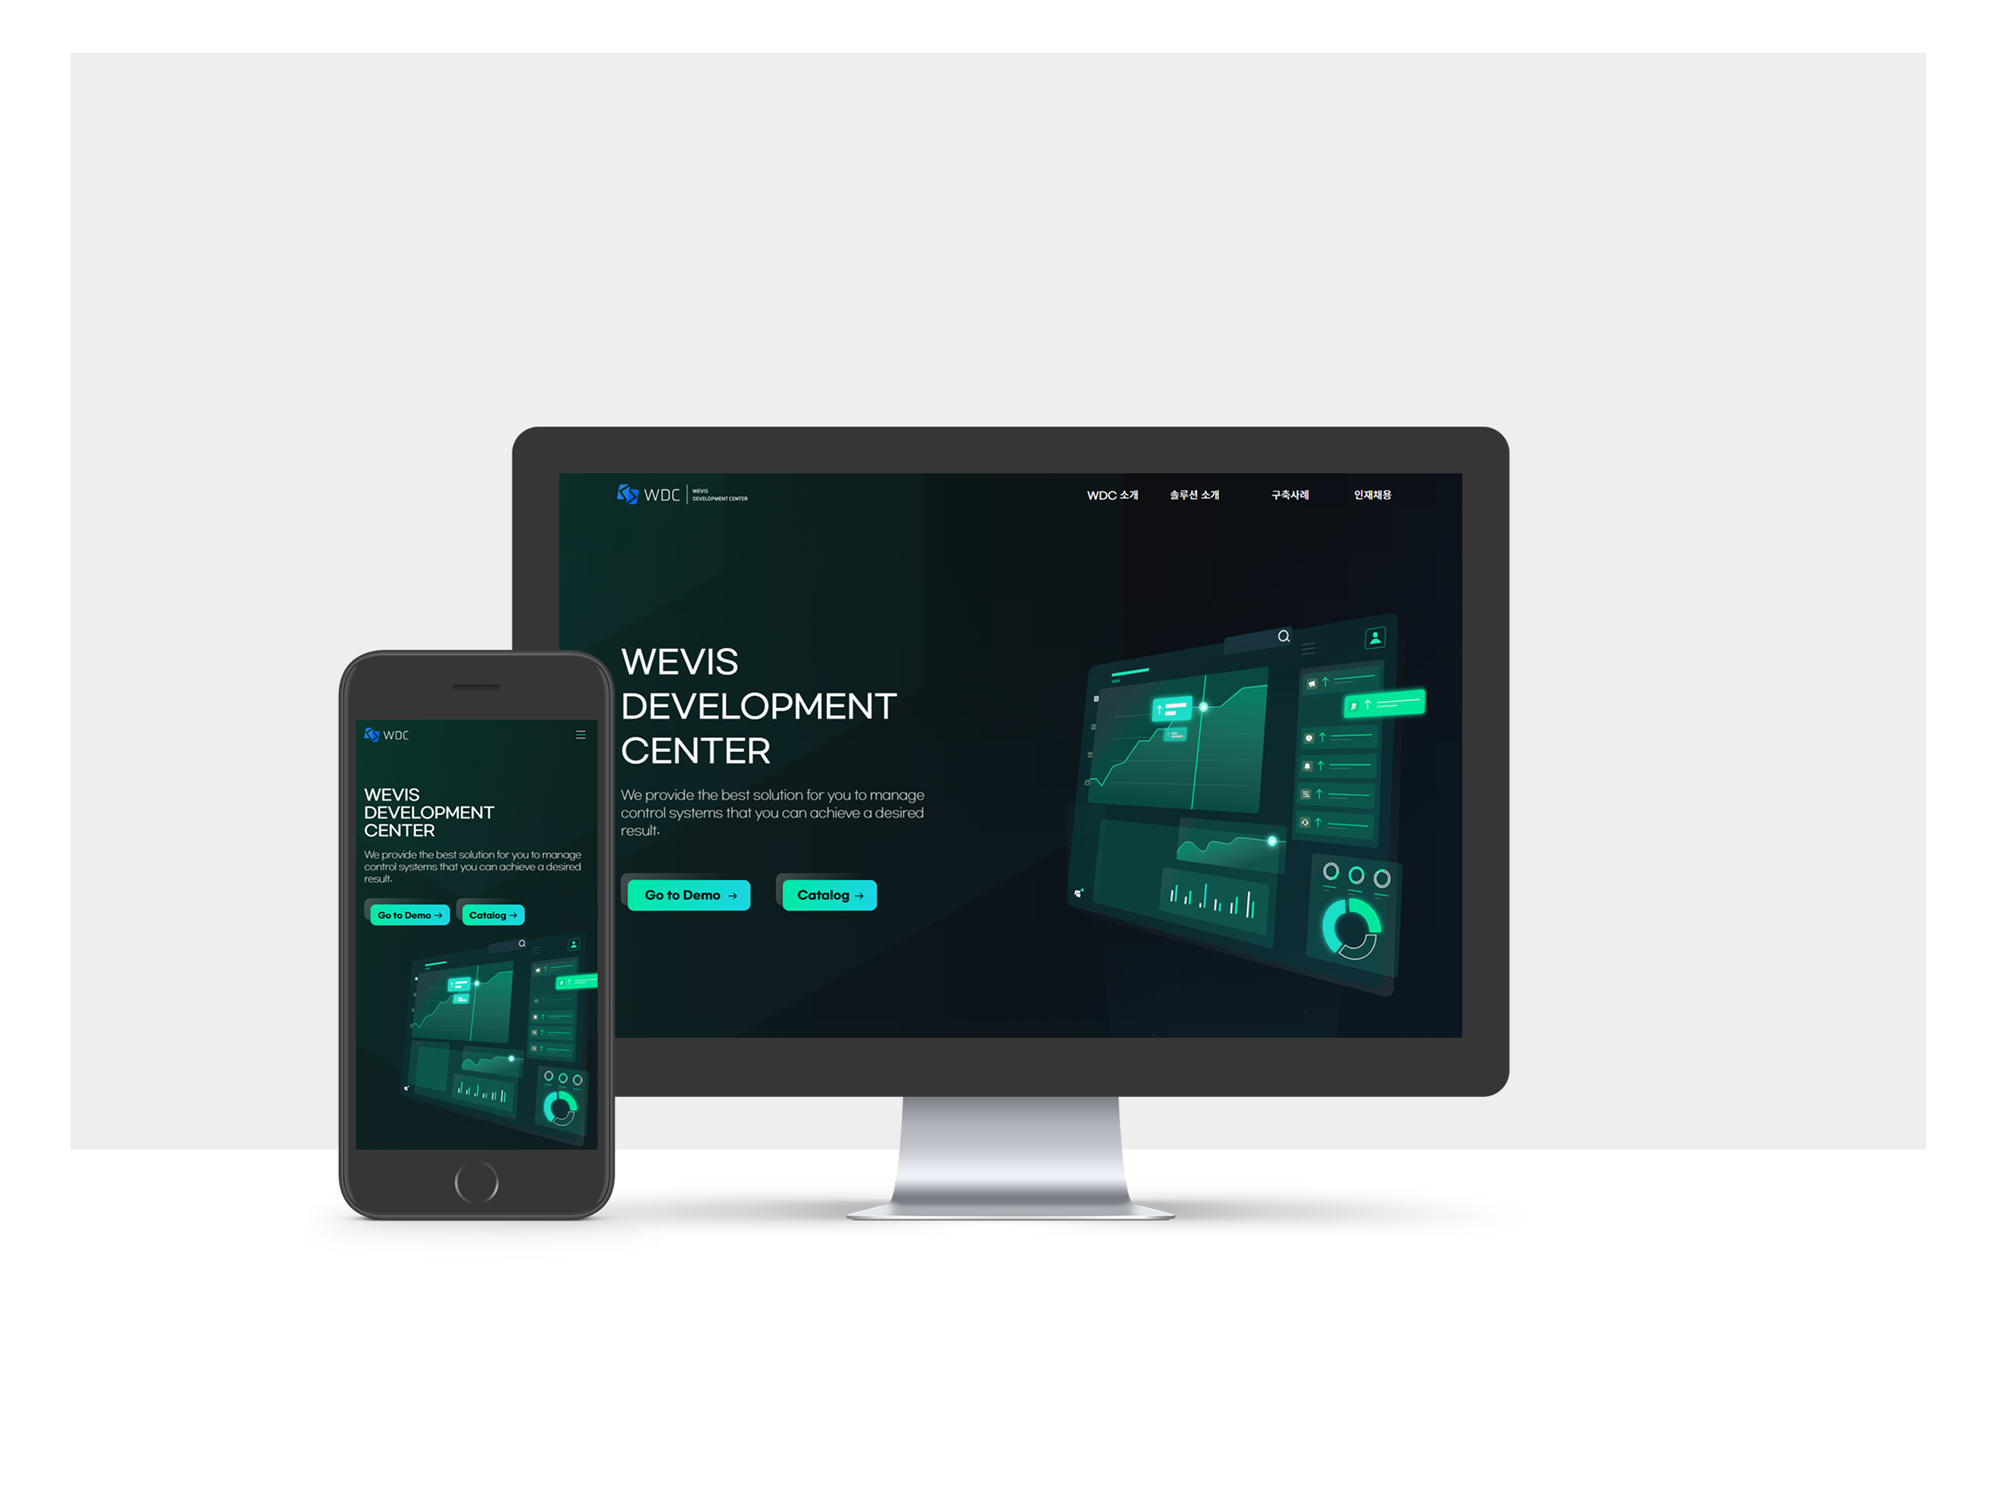 WDC
WEVIS
DEVELOPMENT CENTER
WDC 소개 솔루션 소개 구축사례 인재채용
WEVIS
DEVELOPMENT
CENTER
We provide the best solution for you to manage
control systems that you can achieve a desired
result.
Go to Demo →
Catalog →
WDC
WEVIS
DEVELOPMENT
CENTER
We provide the best solution for you to manage
control systems that you can achieve a desired
result.
Go to Demo →
Catalog →